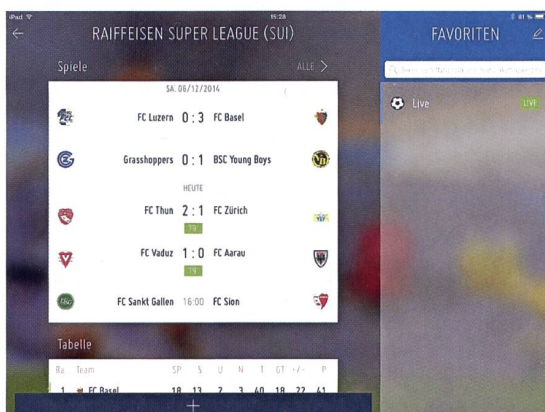 iPad 15:28 81 %
← RAIFFEISEN SUPER LEAGUE (SUI)
FAVORITEN
Spiele ALLE >
SA. 06/12/2014
FC Luzern 0 : 3 FC Basel
Grasshoppers 0 : 1 BSC Young Boys
HEUTE
FC Thun 2 : 1 FC Zürich
FC Vaduz 1 : 0 FC Aarau
FC Sankt Gallen 16:00 FC Sion
Live LIVE
Tabelle
Ra. Team SP S U N T GT +/- P
1 FC Basel 18 13 2 3 40 18 22 41
+